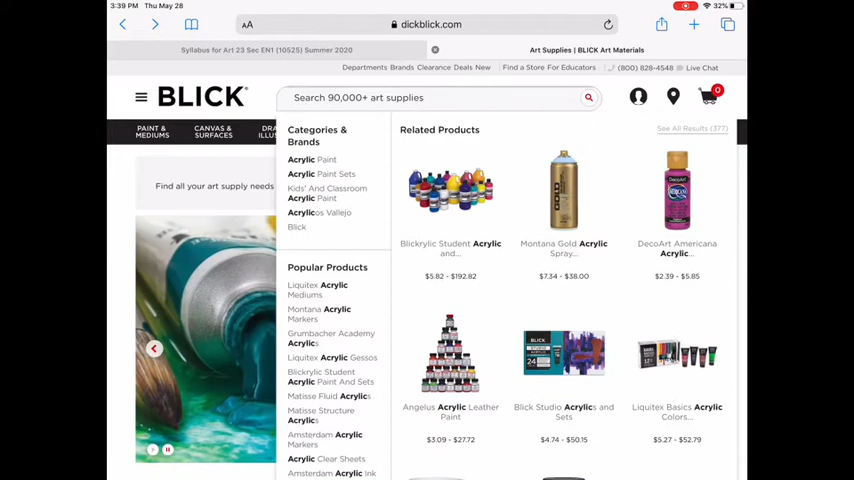 3:39 PM Thu May 28
32%
AA
dickblick.com
Syllabus for Art 23 Sec EN1 (10525) Summer 2020
Art Supplies | BLICK Art Materials
Departments Brands Clearance Deals New
Find a Store For Educators
(800) 828-4548
Live Chat
BLICK
Search 90,000+ art supplies
0
PAINT &
MEDIUMS
CANVAS &
SURFACES
DRA
ILLUS
Find all your art supply needs
Categories &
Brands
Acrylic Paint
Acrylic Paint Sets
Kids' And Classroom
Acrylic Paint
Acrylicos Vallejo
Blick
Popular Products
Liquitex Acrylic
Mediums
Montana Acrylic
Markers
Grumbacher Academy
Acrylics
Liquitex Acrylic Gessos
Blickrylic Student
Acrylic Paint And Sets
Matisse Fluid Acrylics
Matisse Structure
Acrylics
Amsterdam Acrylic
Markers
Acrylic Clear Sheets
Amsterdam Acrylic Ink
Related Products
See All Results (377)
Blickrylic Student Acrylic
and...
$5.82 - $192.82
GOLD
Montana Gold Acrylic
Spray...
$7.34 - $38.00
DecoArt
DecoArt Americana
Acrylic...
$2.39 - $5.85
Angelus Acrylic Leather
Paint
$3.09 - $27.72
BLICK
24
Blick Studio Acrylics and
Sets
$4.74 - $50.15
12
Liquitex Basics Acrylic
Colors...
$5.27 - $52.79